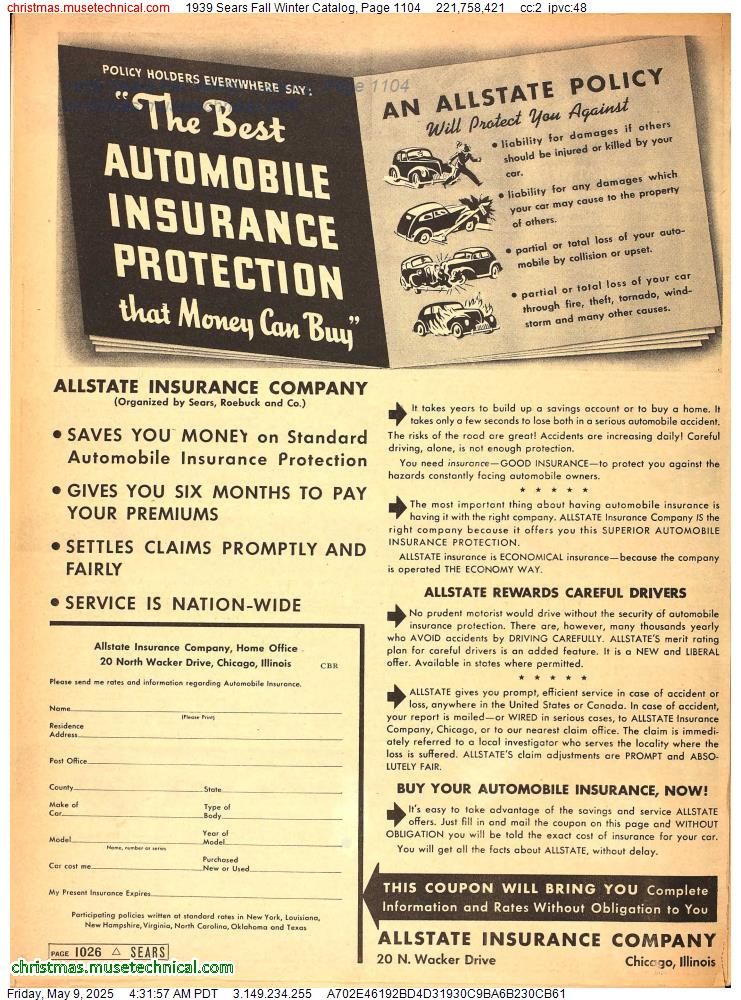 christmas.musetechnical.com 1939 Sears Fall Winter Catalog, Page 1104 221,758,421 cc:2 ipvc:48
POLICY HOLDERS EVERYWHERE SAY:
"The Best
AUTOMOBILE
INSURANCE
PROTECTION
that Money Can Buy"
Page 1104
AN ALLSTATE POLICY
Will Protect You Against
• liability for damages if others
should be injured or killed by your
car.
• liability for any damages which
your car may cause to the property
of others.
• partial or total loss of your auto-
mobile by collision or upset.
• partial or total loss of your car
through fire, theft, tornado, wind-
storm and many other causes.
ALLSTATE INSURANCE COMPANY
(Organized by Sears, Roebuck and Co.)
• SAVES YOU MONEY on Standard
Automobile Insurance Protection
• GIVES YOU SIX MONTHS TO PAY
YOUR PREMIUMS
• SETTLES CLAIMS PROMPTLY AND
FAIRLY
• SERVICE IS NATION-WIDE
Allstate Insurance Company, Home Office
20 North Wacker Drive, Chicago, Illinois CBR
Please send me rates and information regarding Automobile Insurance.
Name
(Please Print)
Residence
Address
Post Office
County State
Make of
Car
Type of
Body
Model
Name, number or series
Year of
Model
Car cost me
Purchased
New or Used
My Present Insurance Expires
Participating policies written at standard rates in New York, Louisiana,
New Hampshire, Virginia, North Carolina, Oklahoma and Texas
PAGE 1026 △ SEARS
It takes years to build up a savings account or to buy a home. It
takes only a few seconds to lose both in a serious automobile accident.
The risks of the road are great! Accidents are increasing daily! Careful
driving, alone, is not enough protection.
You need insurance—GOOD INSURANCE—to protect you against the
hazards constantly facing automobile owners.
* * * * *
The most important thing about having automobile insurance is
having it with the right company. ALLSTATE Insurance Company IS the
right company because it offers you this SUPERIOR AUTOMOBILE
INSURANCE PROTECTION.
ALLSTATE insurance is ECONOMICAL insurance—because the company
is operated THE ECONOMY WAY.
ALLSTATE REWARDS CAREFUL DRIVERS
No prudent motorist would drive without the security of automobile
insurance protection. There are, however, many thousands yearly
who AVOID accidents by DRIVING CAREFULLY. ALLSTATE'S merit rating
plan for careful drivers is an added feature. It is a NEW and LIBERAL
offer. Available in states where permitted.
* * * * *
ALLSTATE gives you prompt, efficient service in case of accident or
loss, anywhere in the United States or Canada. In case of accident,
your report is mailed—or WIRED in serious cases, to ALLSTATE Insurance
Company, Chicago, or to our nearest claim office. The claim is immedi-
ately referred to a local investigator who serves the locality where the
loss is suffered. ALLSTATE'S claim adjustments are PROMPT and ABSO-
LUTELY FAIR.
BUY YOUR AUTOMOBILE INSURANCE, NOW!
It's easy to take advantage of the savings and service ALLSTATE
offers. Just fill in and mail the coupon on this page and WITHOUT
OBLIGATION you will be told the exact cost of insurance for your car.
You will get all the facts about ALLSTATE, without delay.
THIS COUPON WILL BRING YOU Complete
Information and Rates Without Obligation to You
ALLSTATE INSURANCE COMPANY
20 N. Wacker Drive Chicago, Illinois
christmas.musetechnical.com
Friday, May 9, 2025 4:31:57 AM PDT 3.149.234.255 A702E46192BD4D31930C9BA6B230CB61